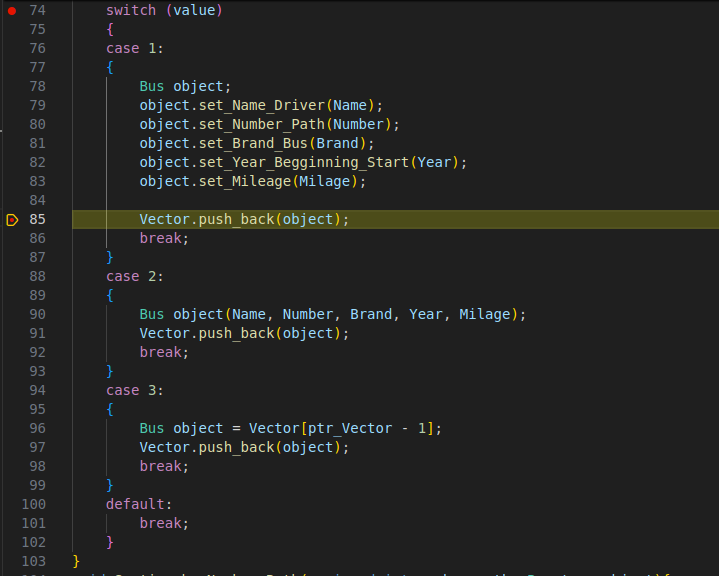 74 switch (value)
75 {
76 case 1:
77 {
78 Bus object;
79 object.set_Name_Driver(Name);
80 object.set_Number_Path(Number);
81 object.set_Brand_Bus(Brand);
82 object.set_Year_Begginning_Start(Year);
83 object.set_Mileage(Milage);
84
85 Vector.push_back(object);
86 break;
87 }
88 case 2:
89 {
90 Bus object(Name, Number, Brand, Year, Milage);
91 Vector.push_back(object);
92 break;
93 }
94 case 3:
95 {
96 Bus object = Vector[ptr_Vector - 1];
97 Vector.push_back(object);
98 break;
99 }
100 default:
101 break;
102 }
103 }